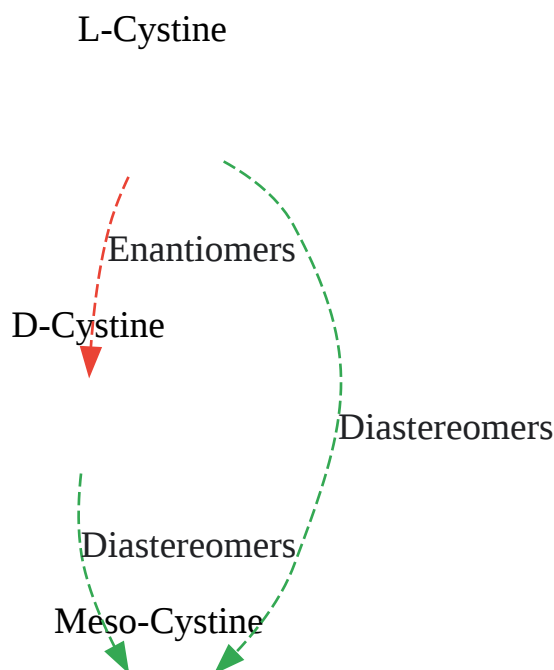 L-Cystine
Enantiomers
D-Cystine
Diastereomers
Diastereomers
Meso-Cystine